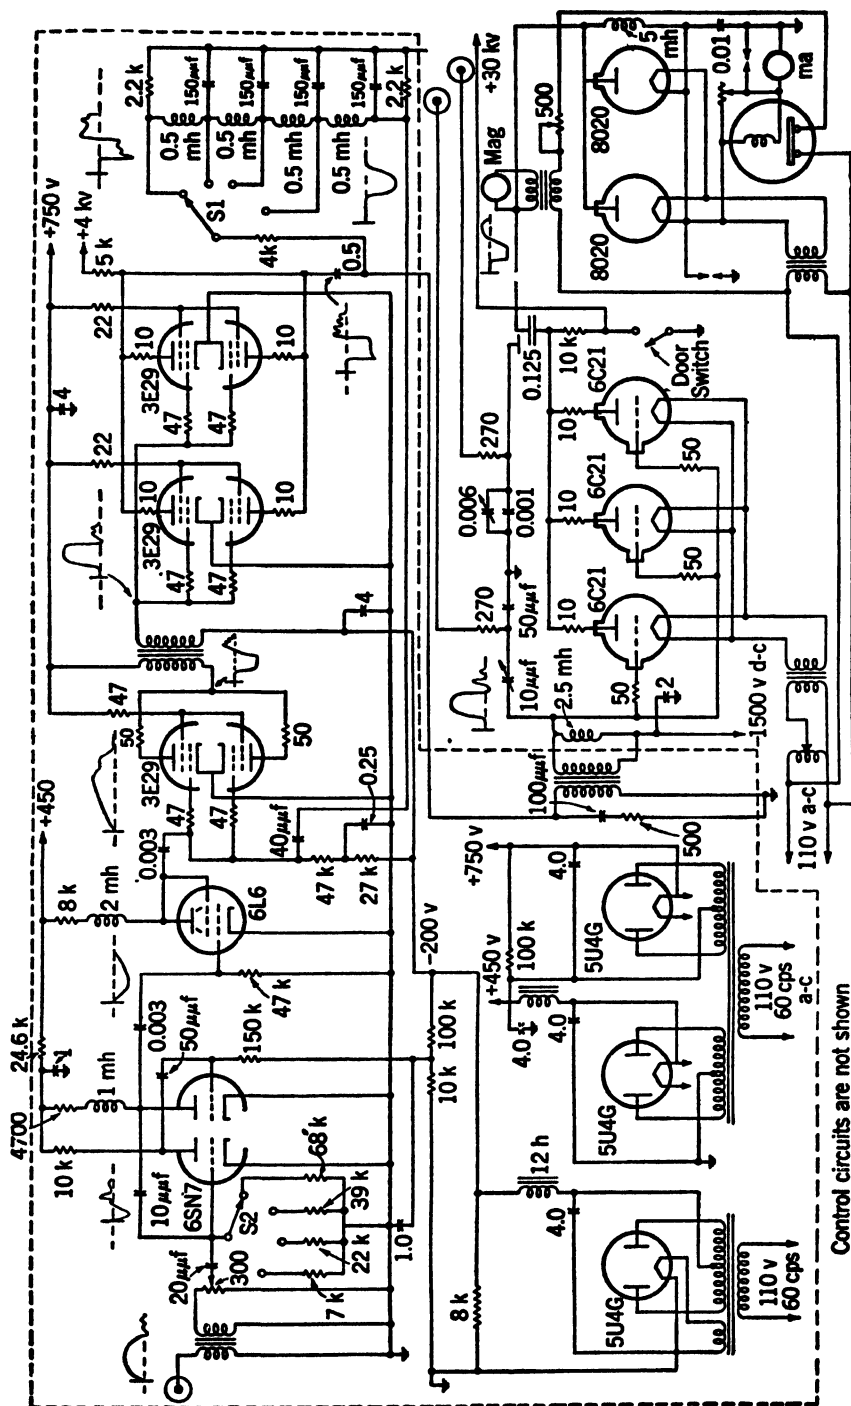 4700
24.6 k
+450
+750 v
+4 kv
10 k
1
1 mh
8 k
2 mh
47
22
4
22
5 k
2.2 k
150μμf
0.5
mh
150μμf
0.5
mh
150μμf
0.5 mh
150μμf
0.5 mh
2.2 k
S1
4k
0.5
10μμf
0.003
50μμf
0.003
50
3E29
47
47
50
3E29
47
47
10
10
3E29
47
47
10
10
6SN7
6L6
20μμf
300
S2
68 k
39 k
22 k
7 k
1.0
150 k
47 k
40μμf
47 k
0.25
27 k
4
-200 v
100 k
10 k
8 k
12 h
4.0
5U4G
110 v
60 cps
+450 v
4.0
100 k
+750 v
4.0
4.0
5U4G
5U4G
110 v
60 cps
a-c
100μμf
500
2.5 mh
2
-1500 v d-c
110 v a-c
10μμf
270
50μμf
0.006
0.001
270
0.125
10 k
50
10
6C21
50
10
6C21
50
10
6C21
Door
Switch
+30 kv
Mag
500
8020
8020
5
mh
0.01
ma
Control circuits are not shown